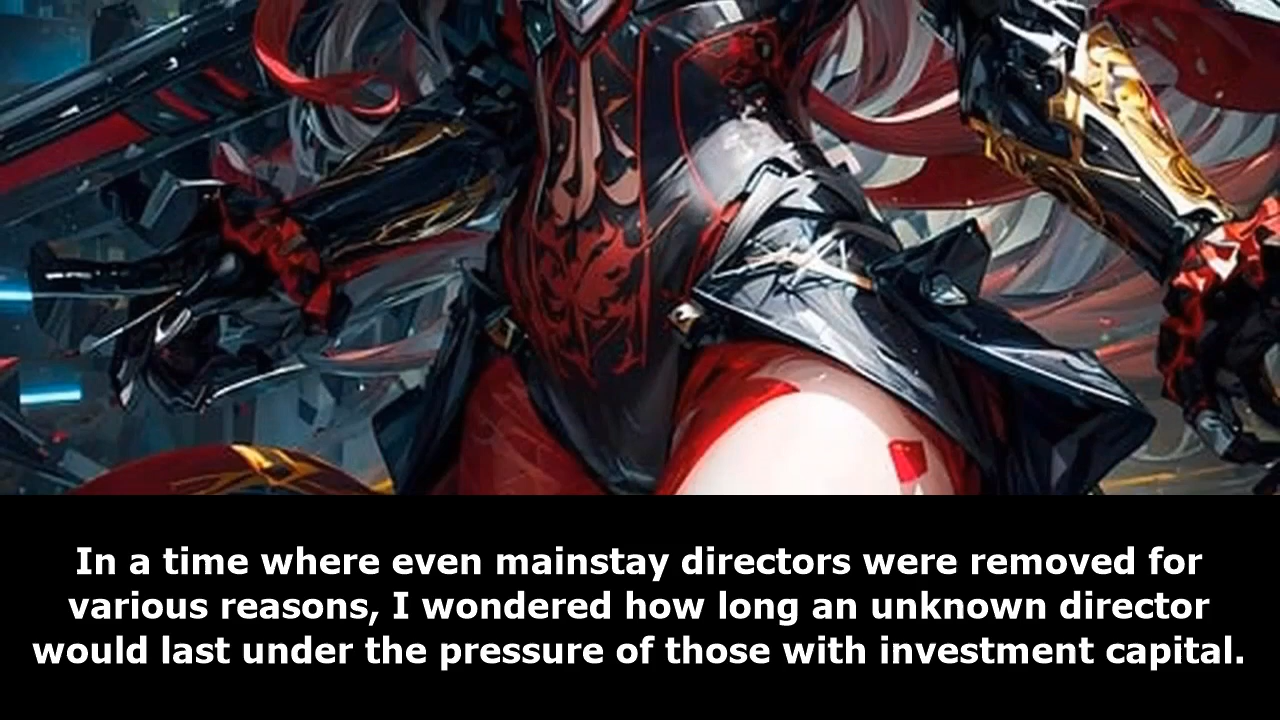 In a time where even mainstay directors were removed for
various reasons, I wondered how long an unknown director
would last under the pressure of those with investment capital.